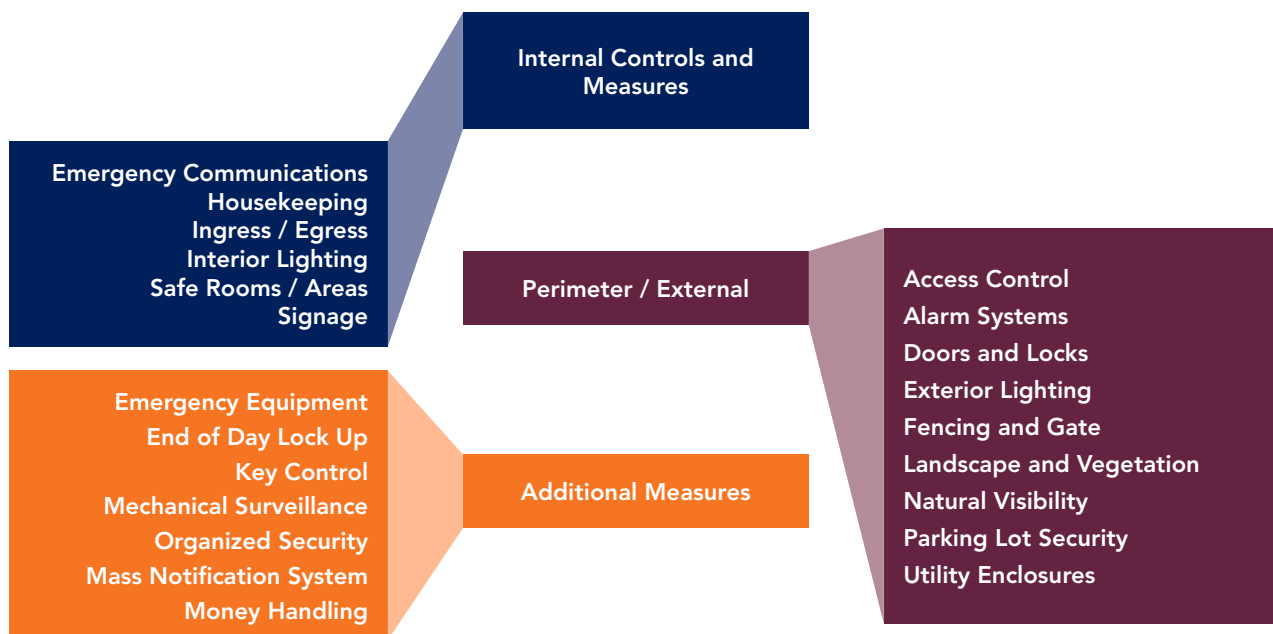 Internal Controls and
Measures
Emergency Communications
Housekeeping
Ingress / Egress
Interior Lighting
Safe Rooms / Areas
Signage
Perimeter / External
Access Control
Alarm Systems
Doors and Locks
Exterior Lighting
Fencing and Gate
Landscape and Vegetation
Natural Visibility
Parking Lot Security
Utility Enclosures
Additional Measures
Emergency Equipment
End of Day Lock Up
Key Control
Mechanical Surveillance
Organized Security
Mass Notification System
Money Handling